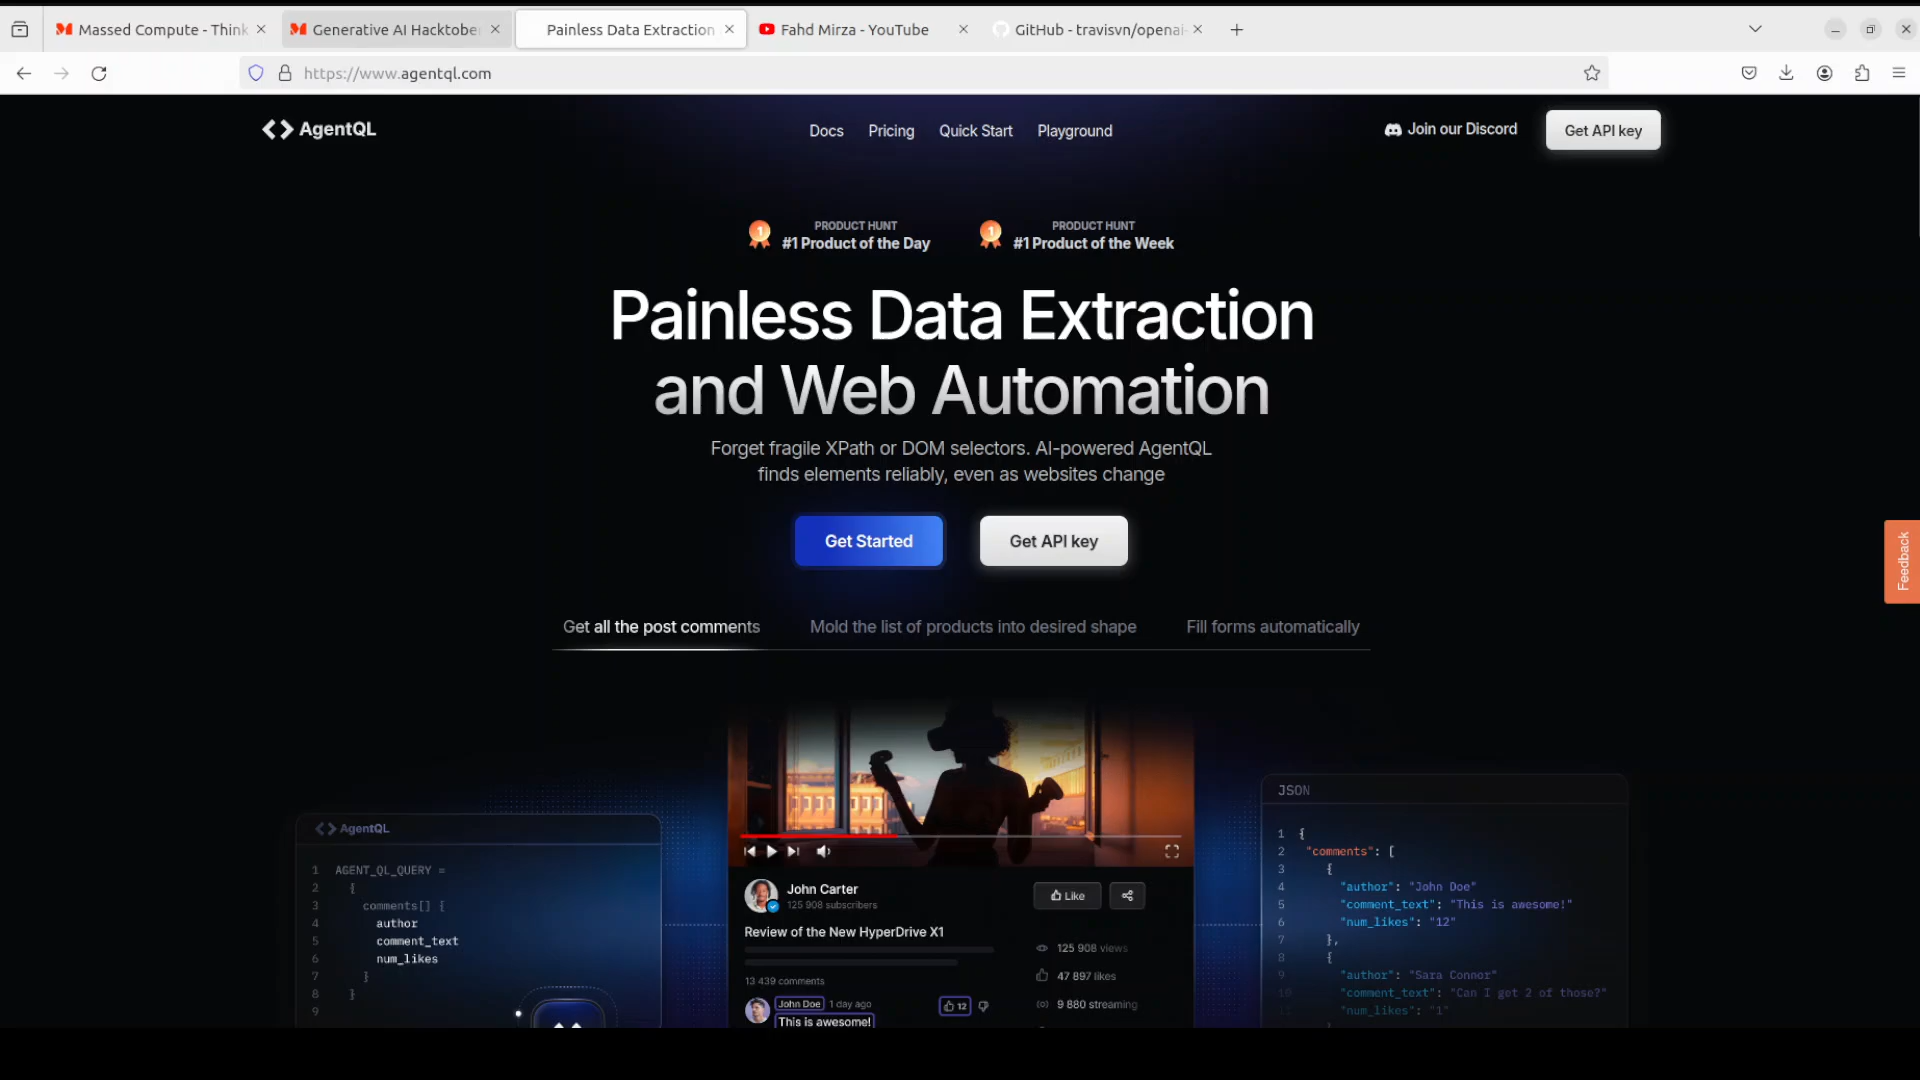 Massed Compute - Think
Generative AI Hacktobe
Painless Data Extraction
Fahd Mirza - YouTube
GitHub - travisvn/openai-
https://www.agentql.com
AgentQL
Docs
Pricing
Quick Start
Playground
Join our Discord
Get API key
PRODUCT HUNT
#1 Product of the Day
PRODUCT HUNT
#1 Product of the Week
Painless Data Extraction
and Web Automation
Forget fragile XPath or DOM selectors. AI-powered AgentQL
finds elements reliably, even as websites change
Get Started
Get API key
Feedback
Get all the post comments
Mold the list of products into desired shape
Fill forms automatically
AgentQL
1 AGENT_QL_QUERY =
2 {
3 comments[] {
4 author
5 comment_text
6 num_likes
7 }
8 }
9
John Carter
125 908 subscribers
Like
Review of the New HyperDrive X1
125 908 views
47 897 likes
9 880 streaming
13 439 comments
John Doe 1 day ago
12
This is awesome!
JSON
1 {
2 "comments": [
3 {
4 "author": "John Doe"
5 "comment_text": "This is awesome!"
6 "num_likes": "12"
7 },
8 {
9 "author": "Sara Connor"
10 "comment_text": "Can I get 2 of those?"
11 "num_likes": "1"